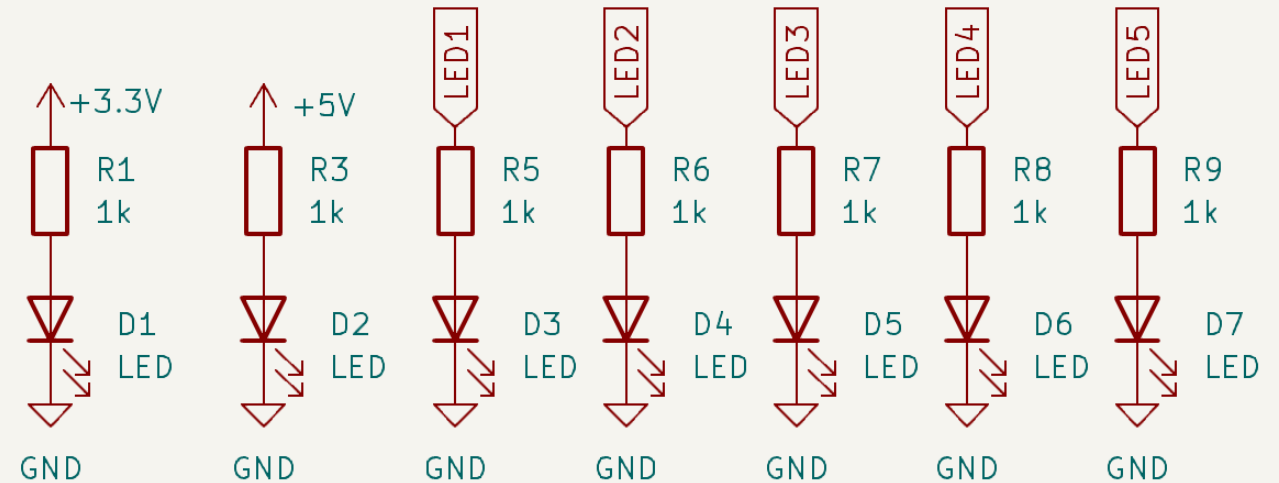 LED1
LED2
LED3
LED4
LED5
+3.3V
+5V
R1
1k
R3
1k
R5
1k
R6
1k
R7
1k
R8
1k
R9
1k
D1
LED
D2
LED
D3
LED
D4
LED
D5
LED
D6
LED
D7
LED
GND
GND
GND
GND
GND
GND
GND